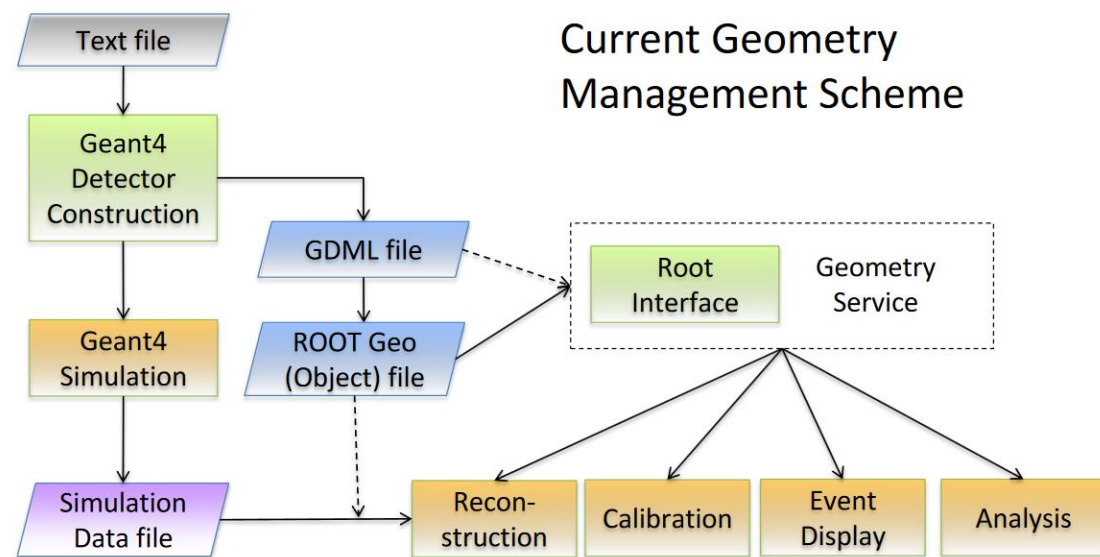 Text file
Current Geometry
Management Scheme
Geant4
Detector
Construction
GDML file
Root
Interface
Geometry
Service
Geant4
Simulation
ROOT Geo
(Object) file
Simulation
Data file
Recon-
struction
Calibration
Event
Display
Analysis